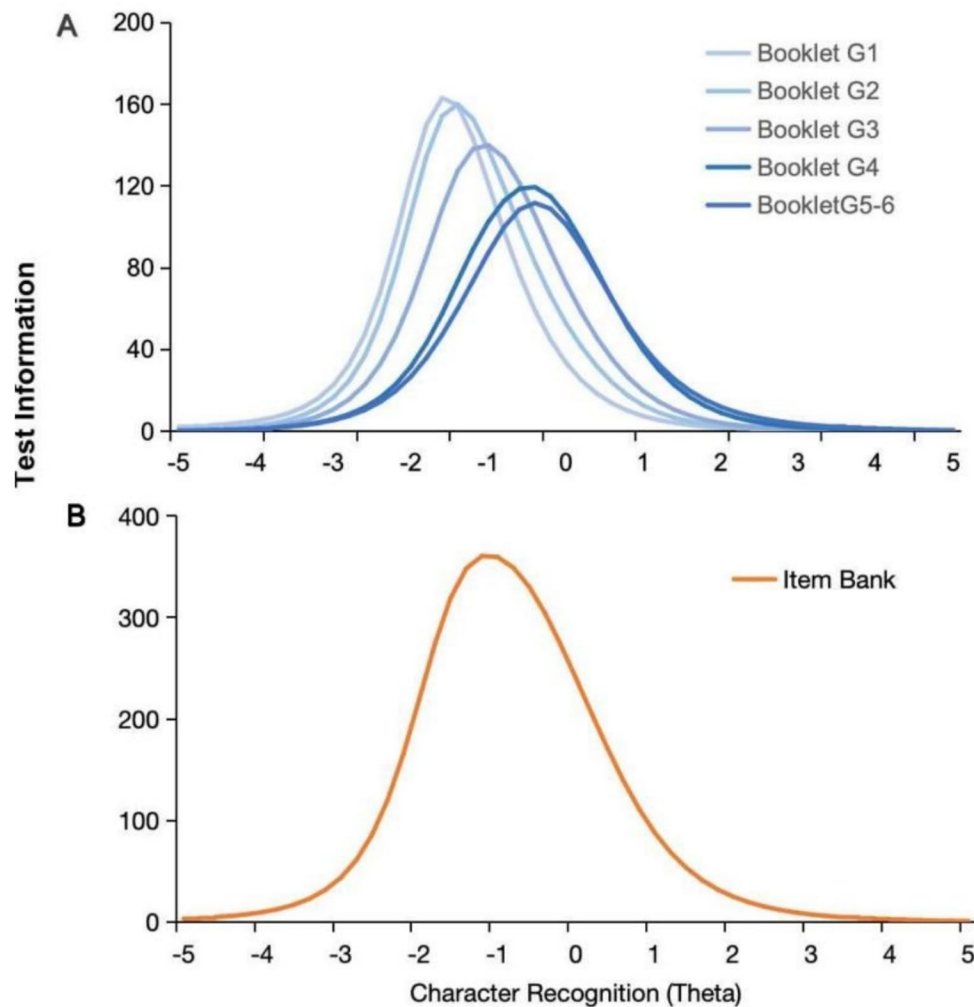 A
200
160
120
80
40
0
Booklet G1
Booklet G2
Booklet G3
Booklet G4
BookletG5-6
-5 -4 -3 -2 -1 0 1 2 3 4 5
Test Information
B
400
300
200
100
0
Item Bank
-5 -4 -3 -2 -1 0 1 2 3 4 5
Character Recognition (Theta)